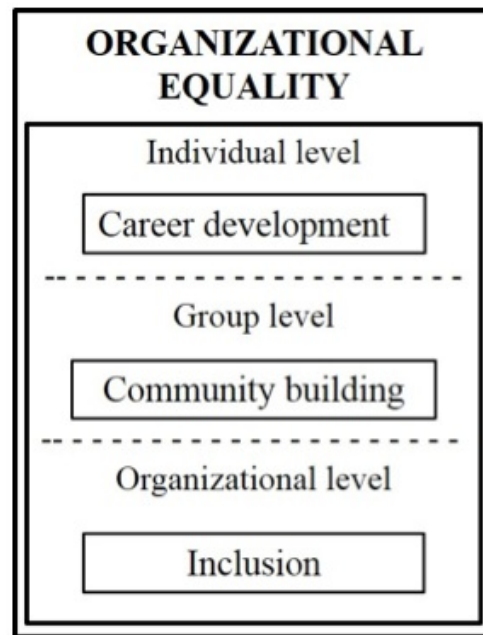 ORGANIZATIONAL
EQUALITY
Individual level
Career development
Group level
Community building
Organizational level
Inclusion